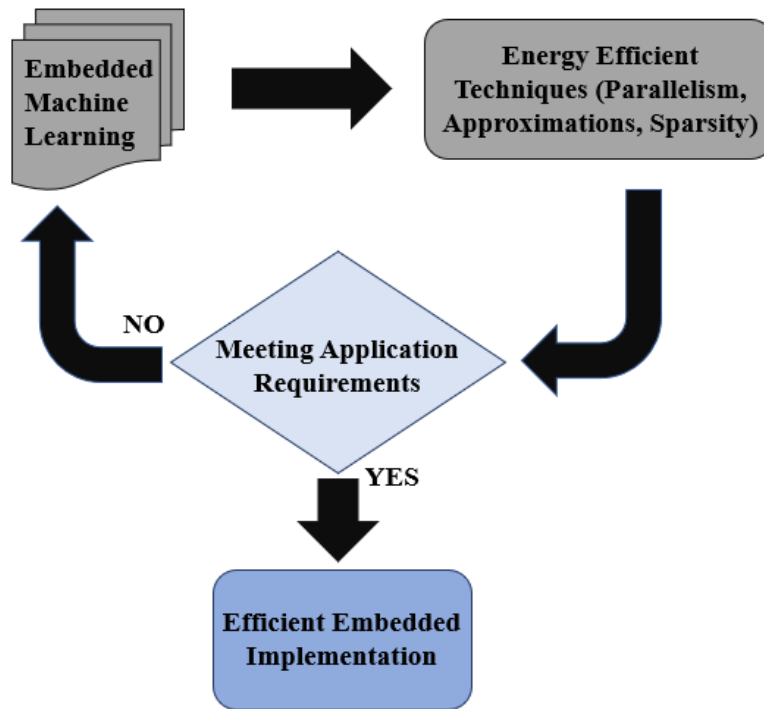 Embedded
Machine
Learning
Energy Efficient
Techniques (Parallelism,
Approximations, Sparsity)
NO
Meeting Application
Requirements
YES
Efficient Embedded
Implementation